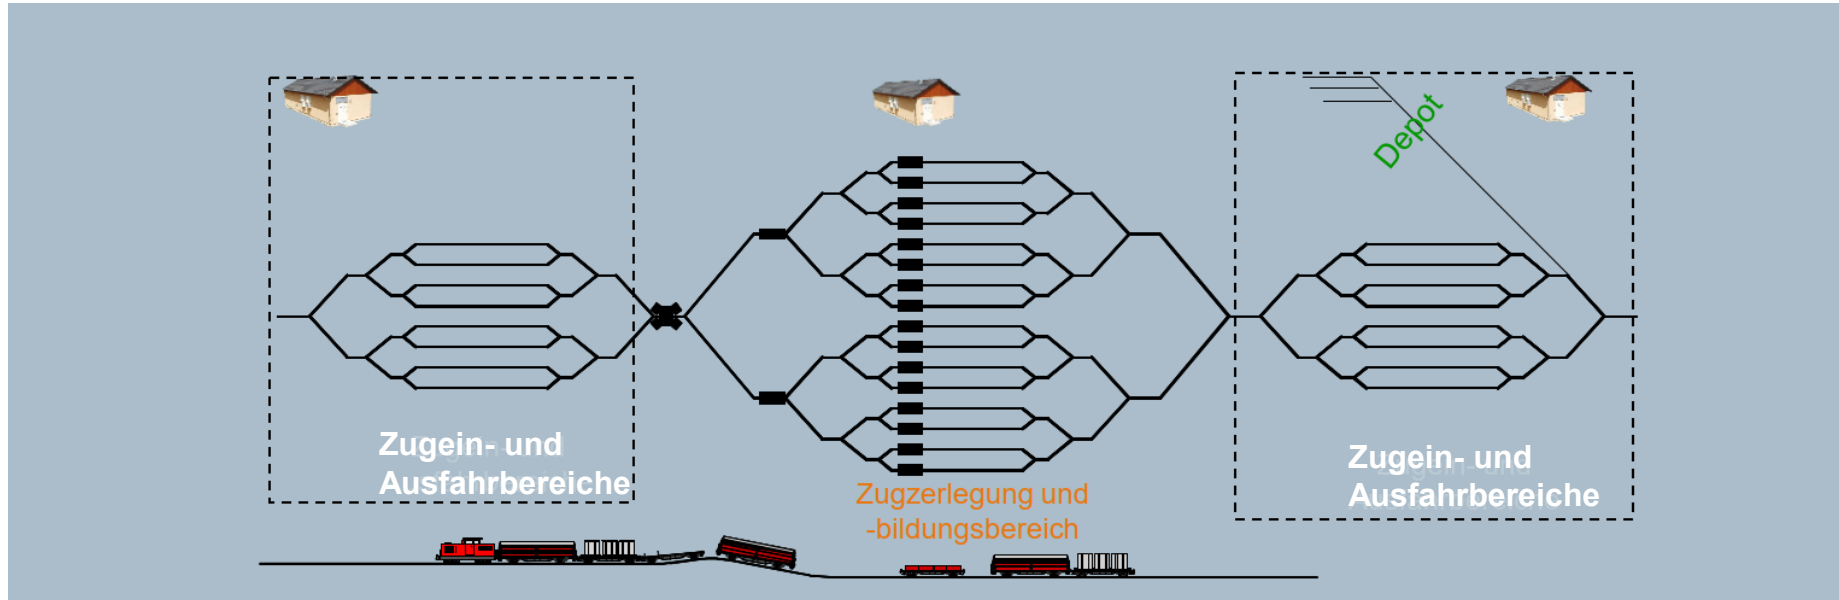 Depot
Zugein- und
Ausfahrbereiche
Zugzerlegung und
-bildungsbereich
Zugein- und
Ausfahrbereiche